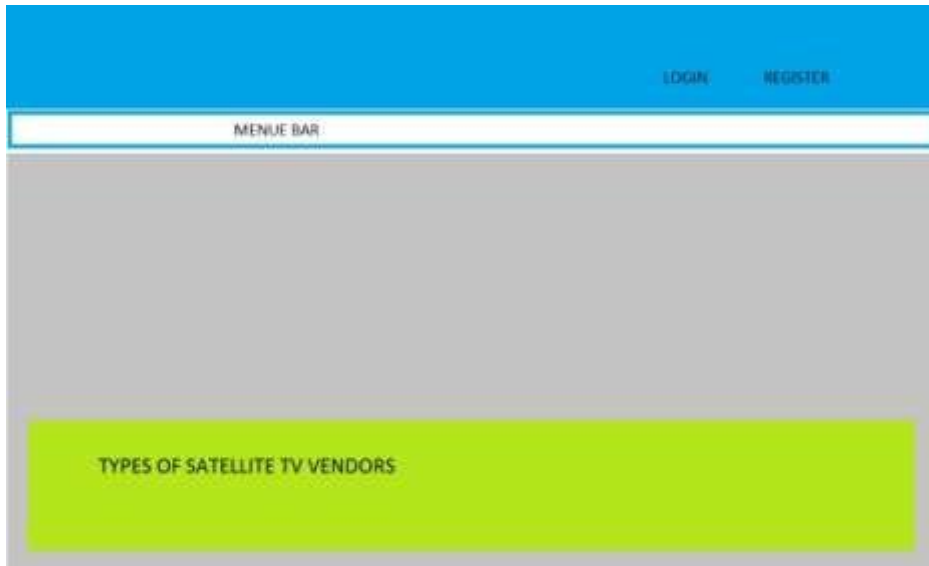 LOGIN REGISTER
MENUE BAR
TYPES OF SATELLITE TV VENDORS